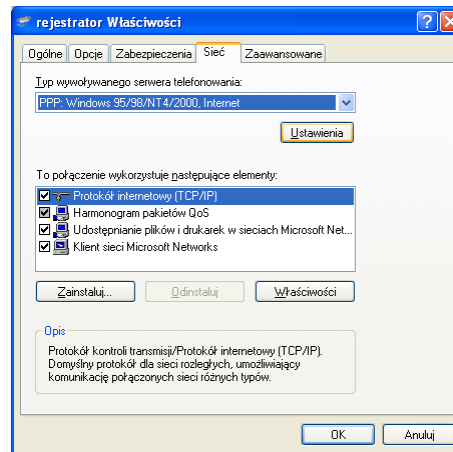 rejestrator Właściwości
Ogólne Opcje Zabezpieczenia Sieć Zaawansowane
Typ wywoływanego serwera telefonowania:
PPP: Windows 95/98/NT4/2000, Internet
Ustawienia
To połączenie wykorzystuje następujące elementy:
Protokół internetowy (TCP/IP)
Harmonogram pakietów QoS
Udostępnianie plików i drukarek w sieciach Microsoft Net...
Klient sieci Microsoft Networks
Zainstaluj... Odinstaluj Właściwości
Opis
Protokół kontroli transmisji/Protokół internetowy (TCP/IP).
Domyślny protokół dla sieci rozległych, umożliwiający
komunikację połączonych sieci różnych typów.
OK Anuluj